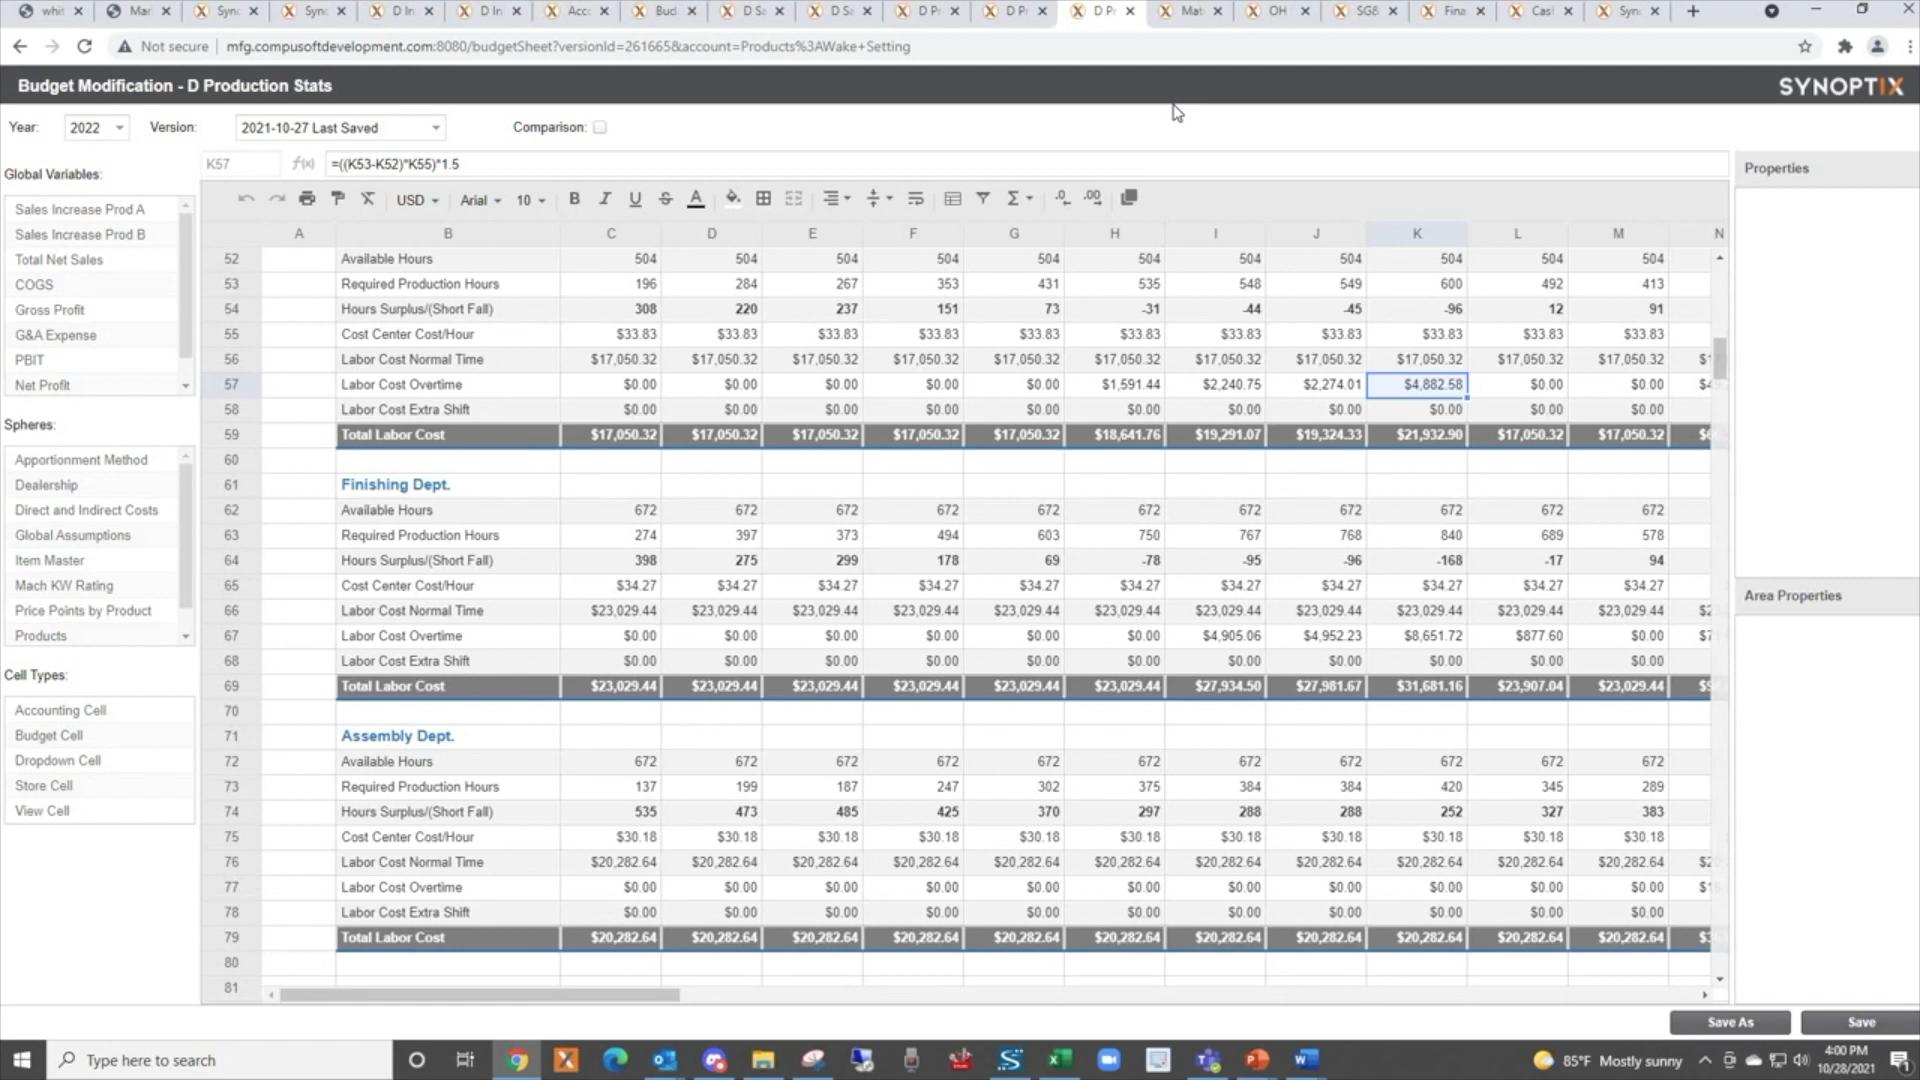 whit Mar Sync Sync D In D In Acc Bud D Sa D Sa D Pr D Pr D Pr Mat OH SG& Fina Cas Syn
Not secure mfg.compusoftdevelopment.com:8080/budgetSheet?versionId=261665&account=Products%3AWake+Setting
Budget Modification - D Production Stats SYNOPTIX
Year: 2022 Version: 2021-10-27 Last Saved Comparison:
K57 f(x) =((K53-K52)*K55)*1.5
Properties
Global Variables:
Sales Increase Prod A
Sales Increase Prod B
Total Net Sales
COGS
Gross Profit
G&A Expense
PBIT
Net Profit
Spheres:
Apportionment Method
Dealership
Direct and Indirect Costs
Global Assumptions
Item Master
Mach KW Rating
Price Points by Product
Products
Cell Types:
Accounting Cell
Budget Cell
Dropdown Cell
Store Cell
View Cell
USD Arial 10 B I U S A Σ .0 .00
A B C D E F G H I J K L M N
52 Available Hours 504 504 504 504 504 504 504 504 504 504 504
53 Required Production Hours 196 284 267 353 431 535 548 549 600 492 413
54 Hours Surplus/(Short Fall) 308 220 237 151 73 -31 -44 -45 -96 12 91
55 Cost Center Cost/Hour $33.83 $33.83 $33.83 $33.83 $33.83 $33.83 $33.83 $33.83 $33.83 $33.83 $33.83
56 Labor Cost Normal Time $17,050.32 $17,050.32 $17,050.32 $17,050.32 $17,050.32 $17,050.32 $17,050.32 $17,050.32 $17,050.32 $17,050.32 $17,050.32
57 Labor Cost Overtime $0.00 $0.00 $0.00 $0.00 $0.00 $1,591.44 $2,240.75 $2,274.01 $4,882.58 $0.00 $0.00
58 Labor Cost Extra Shift $0.00 $0.00 $0.00 $0.00 $0.00 $0.00 $0.00 $0.00 $0.00 $0.00 $0.00
59 Total Labor Cost $17,050.32 $17,050.32 $17,050.32 $17,050.32 $17,050.32 $18,641.76 $19,291.07 $19,324.33 $21,932.90 $17,050.32 $17,050.32
60
61 Finishing Dept.
62 Available Hours 672 672 672 672 672 672 672 672 672 672 672
63 Required Production Hours 274 397 373 494 603 750 767 768 840 689 578
64 Hours Surplus/(Short Fall) 398 275 299 178 69 -78 -95 -96 -168 -17 94
65 Cost Center Cost/Hour $34.27 $34.27 $34.27 $34.27 $34.27 $34.27 $34.27 $34.27 $34.27 $34.27 $34.27
66 Labor Cost Normal Time $23,029.44 $23,029.44 $23,029.44 $23,029.44 $23,029.44 $23,029.44 $23,029.44 $23,029.44 $23,029.44 $23,029.44 $23,029.44
67 Labor Cost Overtime $0.00 $0.00 $0.00 $0.00 $0.00 $0.00 $4,905.06 $4,952.23 $8,651.72 $877.60 $0.00
68 Labor Cost Extra Shift $0.00 $0.00 $0.00 $0.00 $0.00 $0.00 $0.00 $0.00 $0.00 $0.00 $0.00
69 Total Labor Cost $23,029.44 $23,029.44 $23,029.44 $23,029.44 $23,029.44 $23,029.44 $27,934.50 $27,981.67 $31,681.16 $23,907.04 $23,029.44
70
71 Assembly Dept.
72 Available Hours 672 672 672 672 672 672 672 672 672 672 672
73 Required Production Hours 137 199 187 247 302 375 384 384 420 345 289
74 Hours Surplus/(Short Fall) 535 473 485 425 370 297 288 288 252 327 383
75 Cost Center Cost/Hour $30.18 $30.18 $30.18 $30.18 $30.18 $30.18 $30.18 $30.18 $30.18 $30.18 $30.18
76 Labor Cost Normal Time $20,282.64 $20,282.64 $20,282.64 $20,282.64 $20,282.64 $20,282.64 $20,282.64 $20,282.64 $20,282.64 $20,282.64 $20,282.64
77 Labor Cost Overtime $0.00 $0.00 $0.00 $0.00 $0.00 $0.00 $0.00 $0.00 $0.00 $0.00 $0.00
78 Labor Cost Extra Shift $0.00 $0.00 $0.00 $0.00 $0.00 $0.00 $0.00 $0.00 $0.00 $0.00 $0.00
79 Total Labor Cost $20,282.64 $20,282.64 $20,282.64 $20,282.64 $20,282.64 $20,282.64 $20,282.64 $20,282.64 $20,282.64 $20,282.64 $20,282.64
80
81
Area Properties
Save As Save
Type here to search
85°F Mostly sunny
4:00 PM
10/28/2021